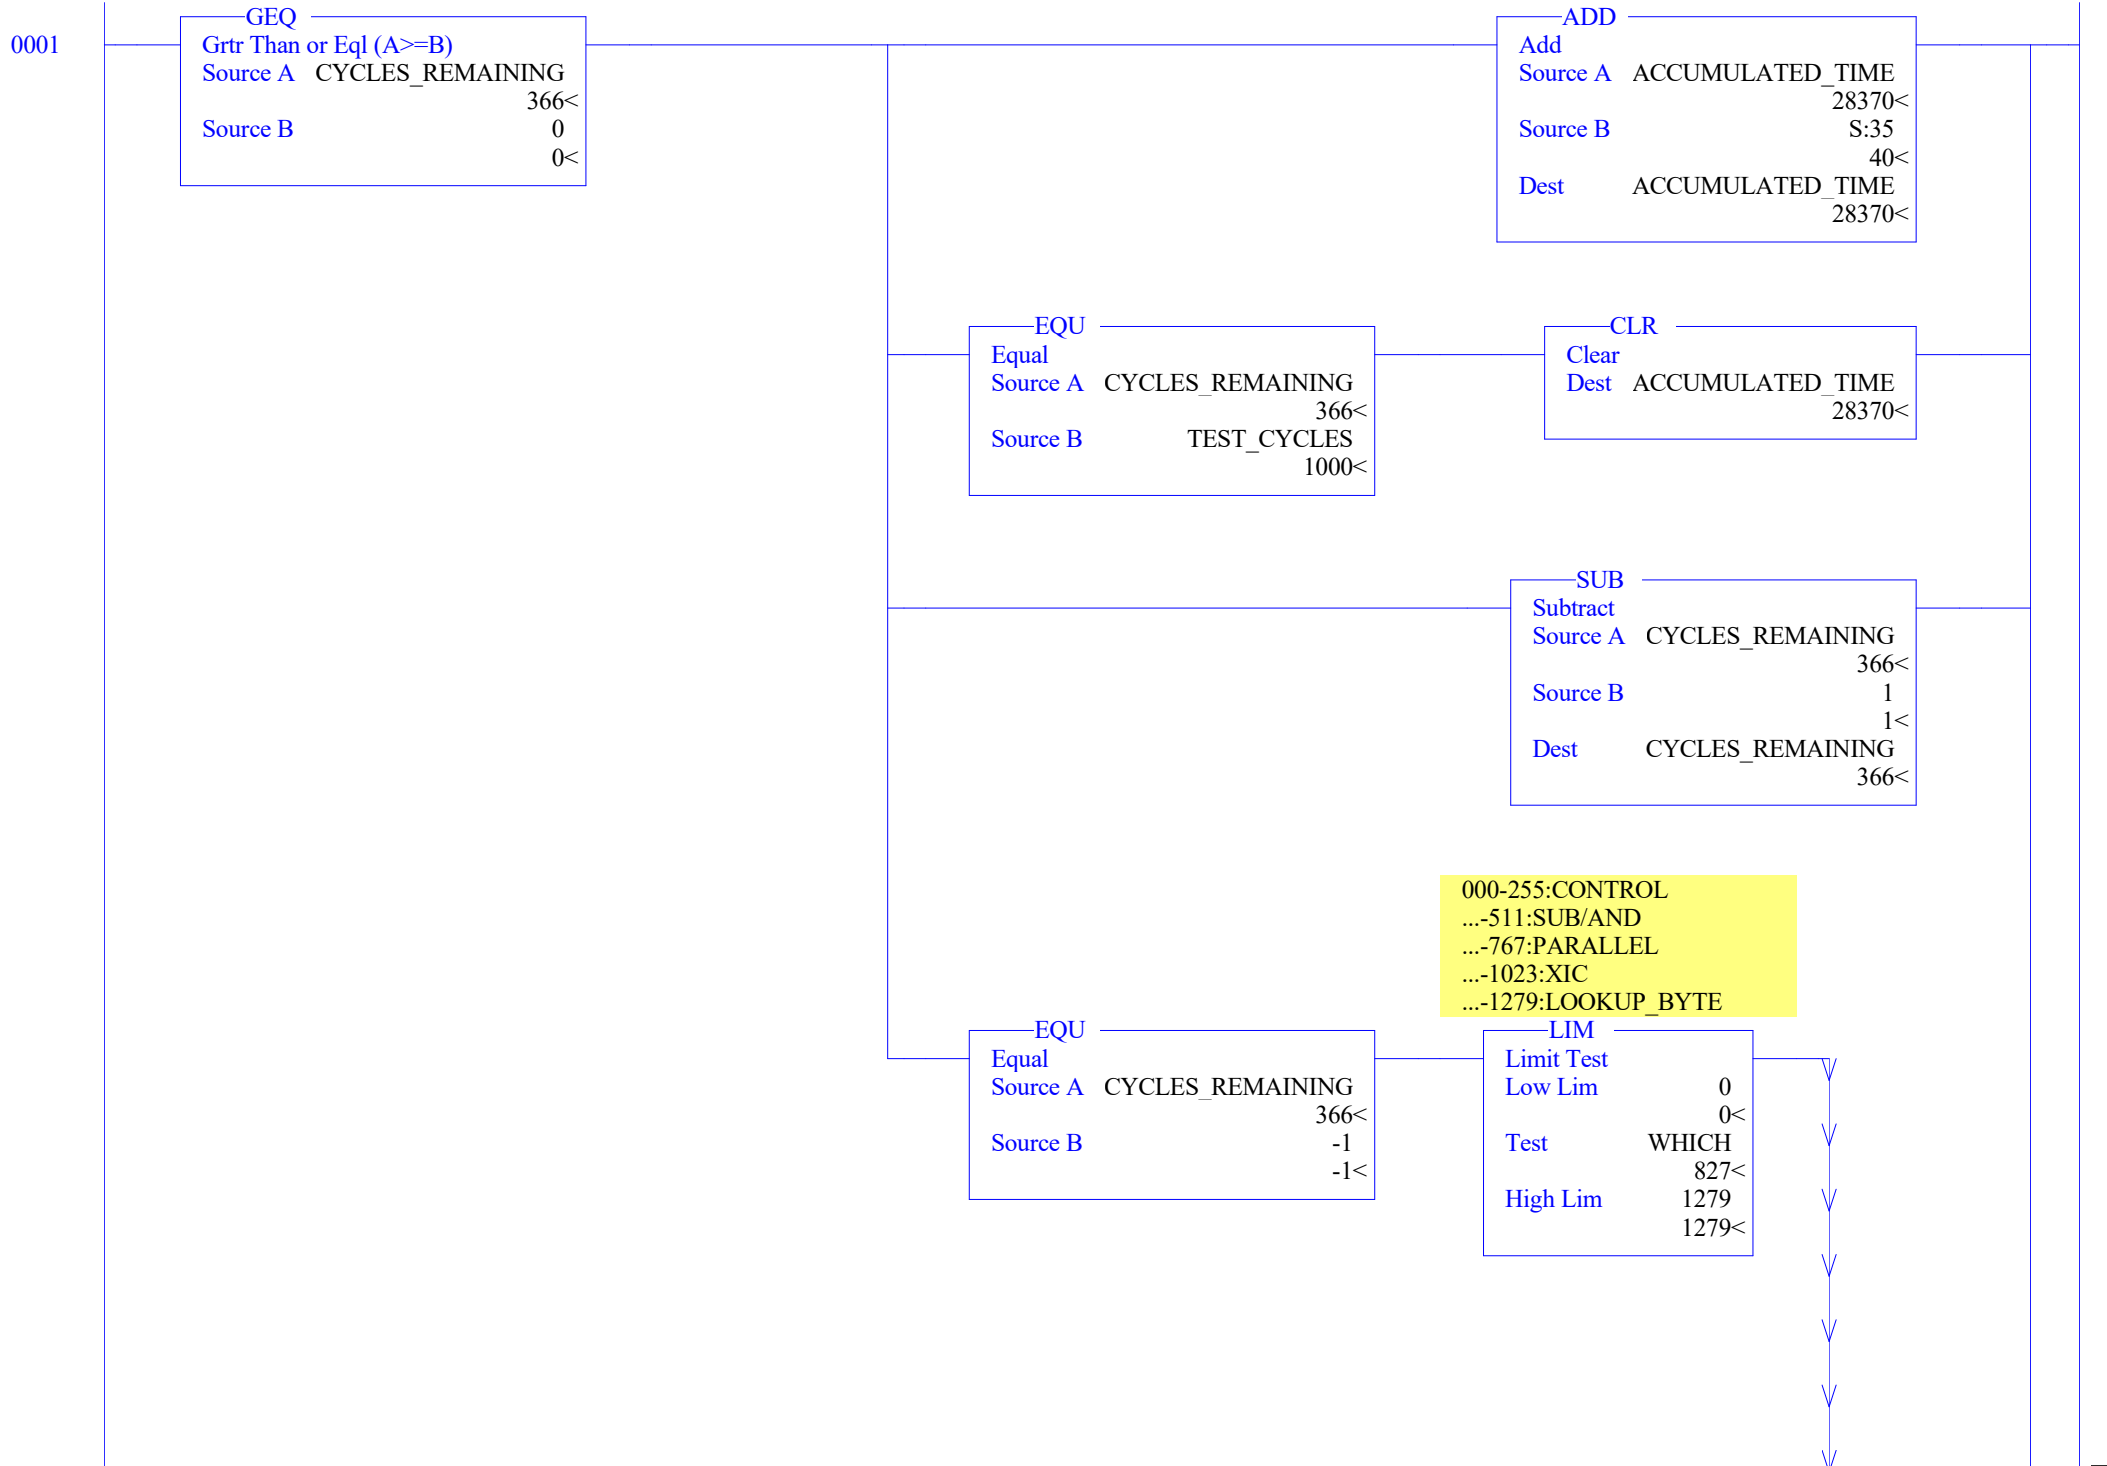 0001
GEQ
Grtr Than or Eql (A>=B)
Source A CYCLES_REMAINING
366<
Source B 0
0<
ADD
Add
Source A ACCUMULATED_TIME
28370<
Source B S:35
40<
Dest ACCUMULATED_TIME
28370<
EQU
Equal
Source A CYCLES_REMAINING
366<
Source B TEST_CYCLES
1000<
CLR
Clear
Dest ACCUMULATED_TIME
28370<
SUB
Subtract
Source A CYCLES_REMAINING
366<
Source B 1
1<
Dest CYCLES_REMAINING
366<
000-255:CONTROL
...-511:SUB/AND
...-767:PARALLEL
...-1023:XIC
...-1279:LOOKUP_BYTE
EQU
Equal
Source A CYCLES_REMAINING
366<
Source B -1
-1<
LIM
Limit Test
Low Lim 0
0<
Test WHICH
827<
High Lim 1279
1279<